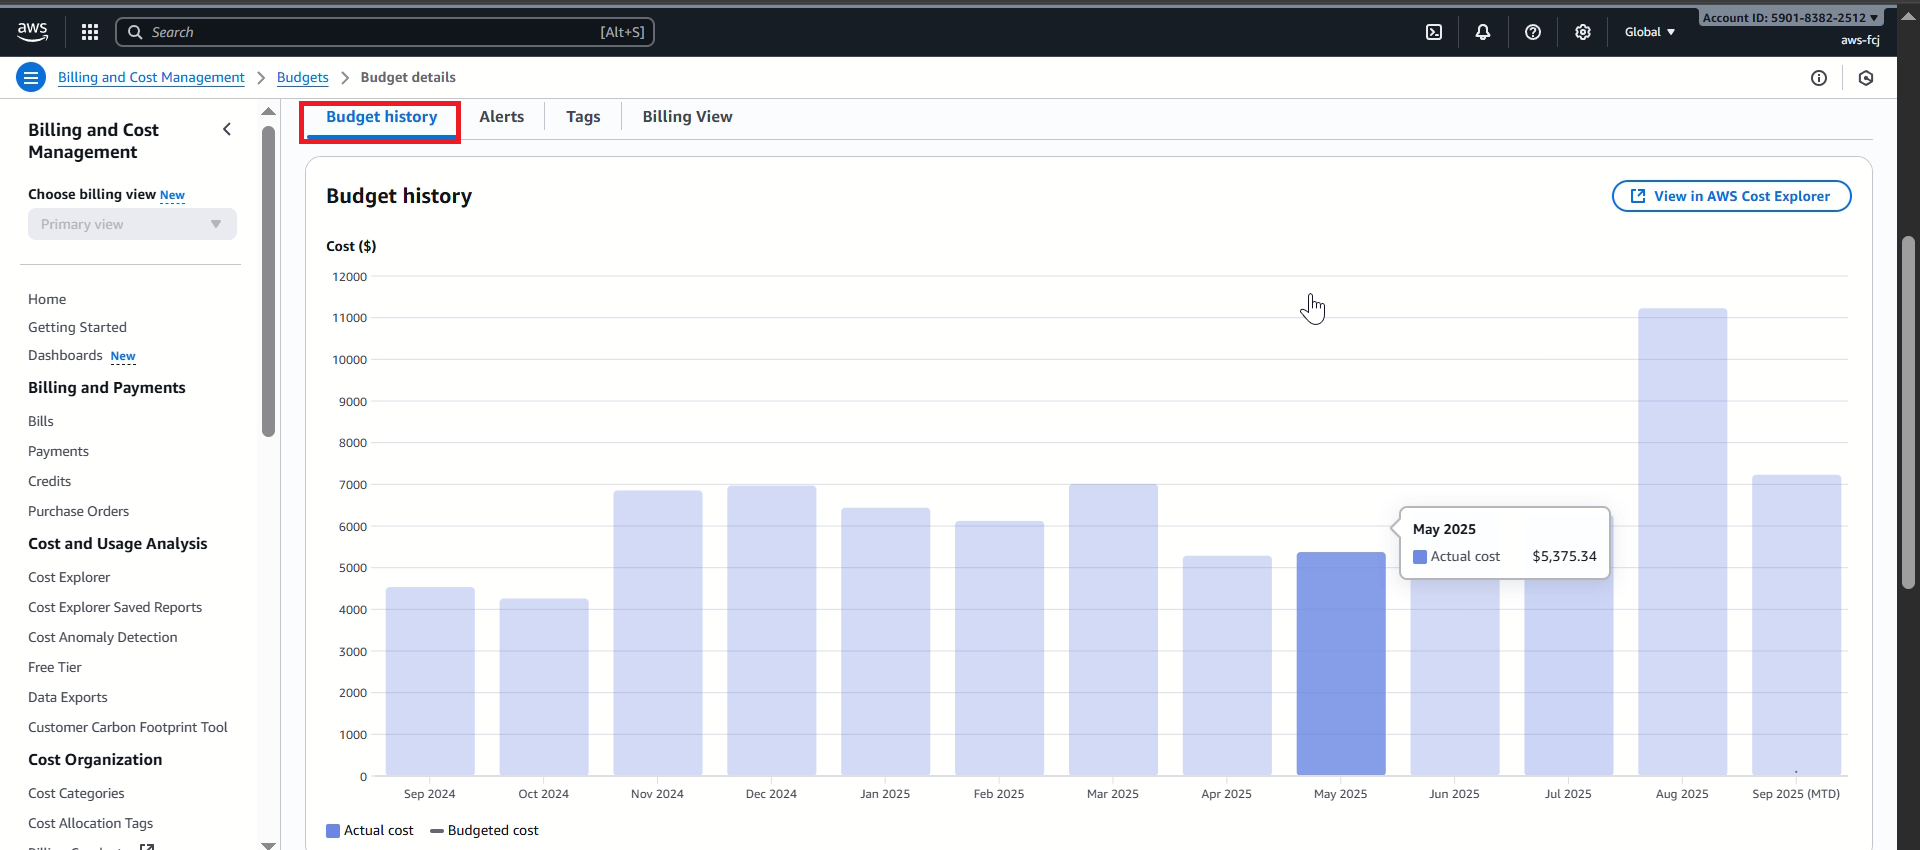 aws
Search [Alt+S]
Global
Account ID: 5901-8382-2512
aws-fcj
Billing and Cost Management
Budgets
Budget details
Billing and Cost
Management
Choose billing view New
Primary view
Home
Getting Started
Dashboards New
Billing and Payments
Bills
Payments
Credits
Purchase Orders
Cost and Usage Analysis
Cost Explorer
Cost Explorer Saved Reports
Cost Anomaly Detection
Free Tier
Data Exports
Customer Carbon Footprint Tool
Cost Organization
Cost Categories
Cost Allocation Tags
Budget history
Alerts
Tags
Billing View
Budget history
View in AWS Cost Explorer
Cost ($)
12000
11000
10000
9000
8000
7000
6000
5000
4000
3000
2000
1000
0
May 2025
Actual cost $5,375.34
Sep 2024
Oct 2024
Nov 2024
Dec 2024
Jan 2025
Feb 2025
Mar 2025
Apr 2025
May 2025
Jun 2025
Jul 2025
Aug 2025
Sep 2025 (MTD)
Actual cost
Budgeted cost